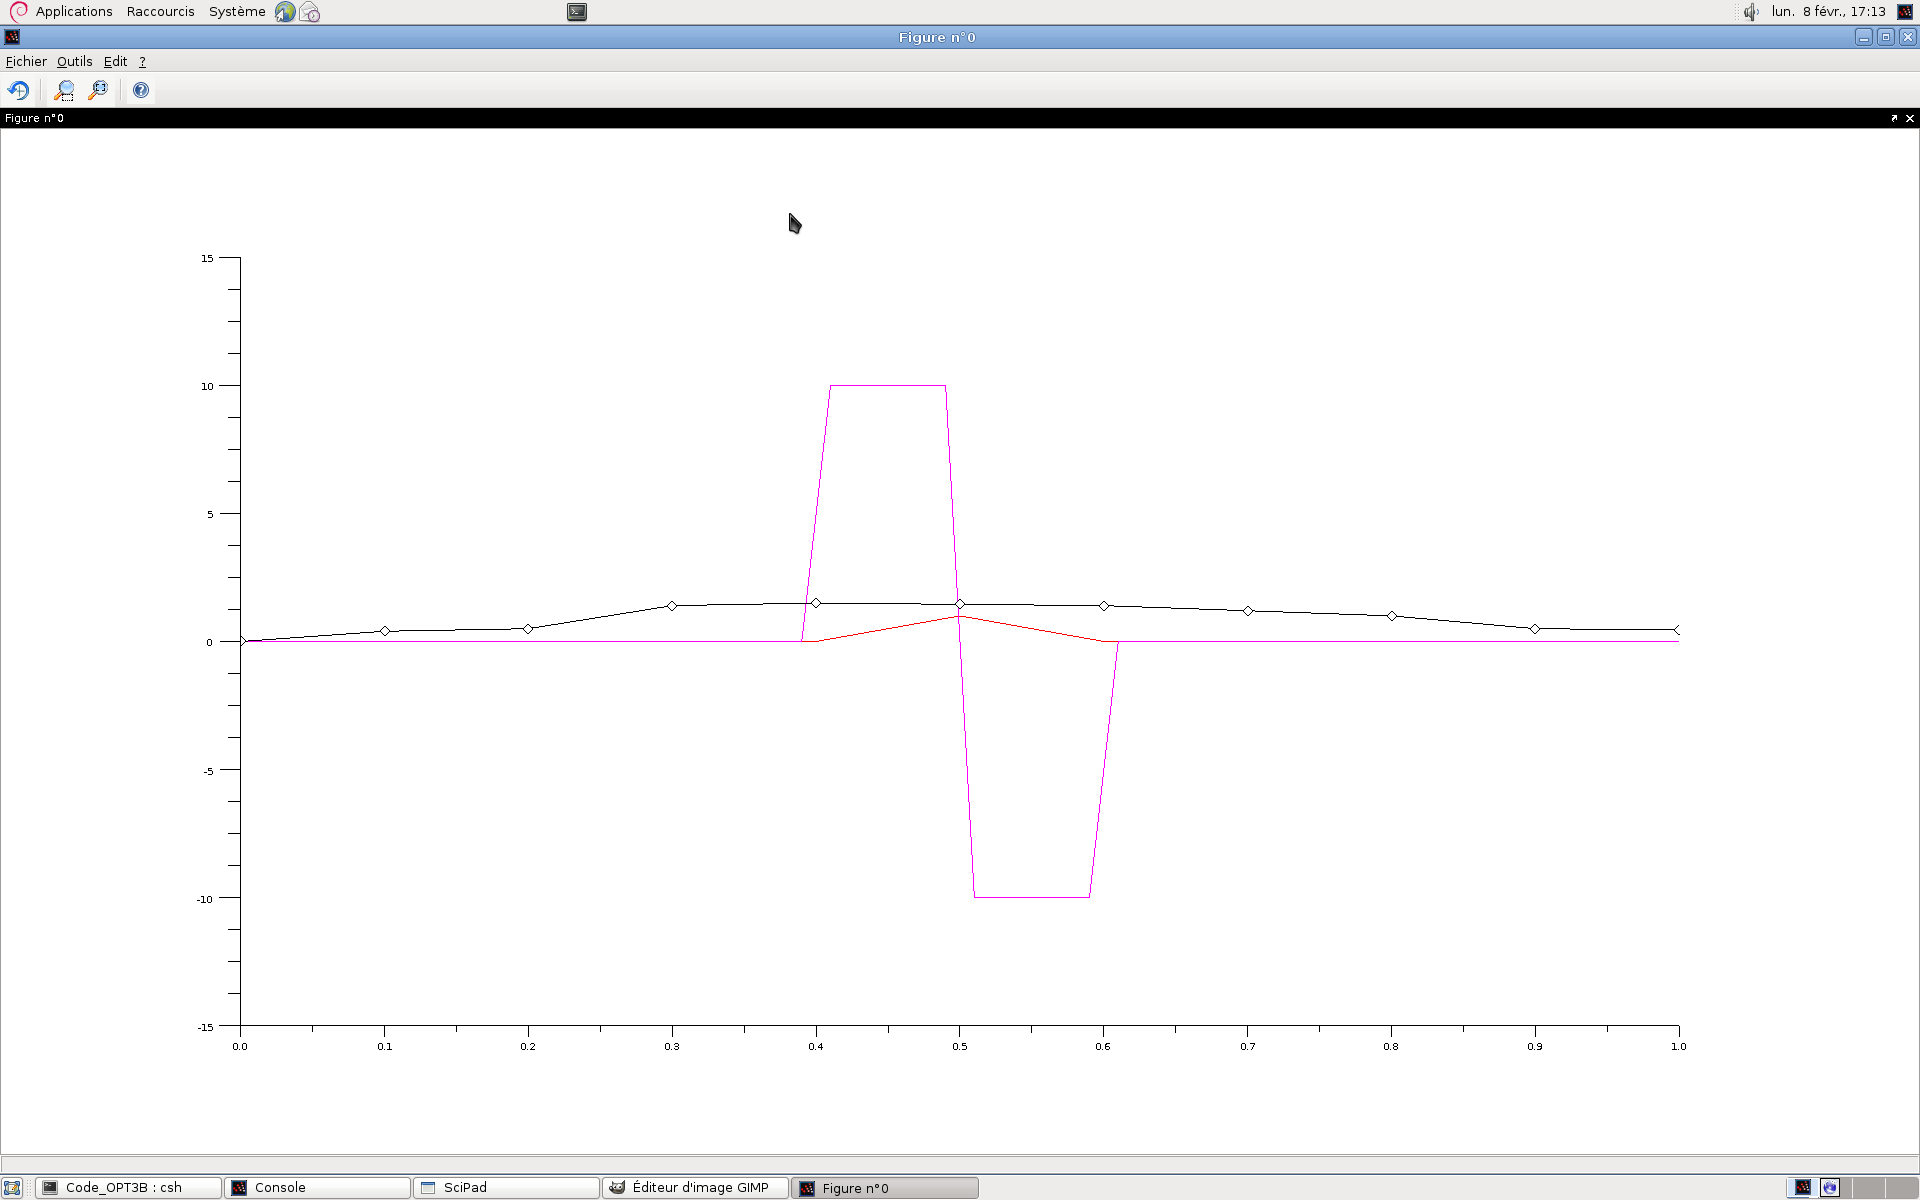 Applications Raccourcis Système lun. 8 févr., 17:13
Figure n°0
Fichier Outils Edit ?
Figure n°0
15
10
5
0
-5
-10
-15
0.0 0.1 0.2 0.3 0.4 0.5 0.6 0.7 0.8 0.9 1.0
Code_OPT3B : csh Console SciPad Éditeur d'image GIMP Figure n°0